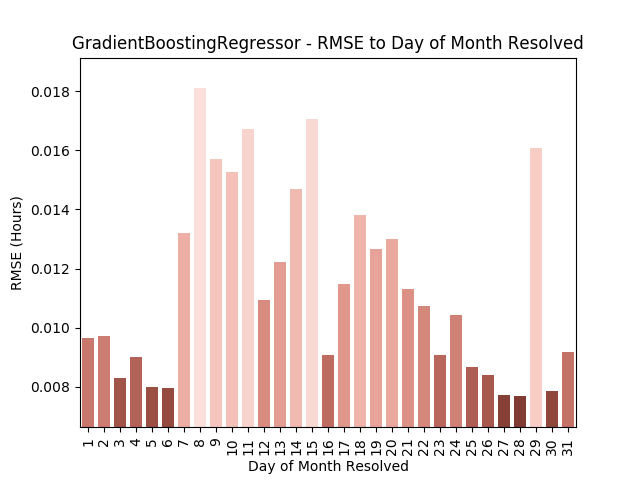 GradientBoostingRegressor - RMSE to Day of Month Resolved
0.018
0.016
0.014
0.012
0.010
0.008
RMSE (Hours)
1 2 3 4 5 6 7 8 9 10 11 12 13 14 15 16 17 18 19 20 21 22 23 24 25 26 27 28 29 30 31
Day of Month Resolved